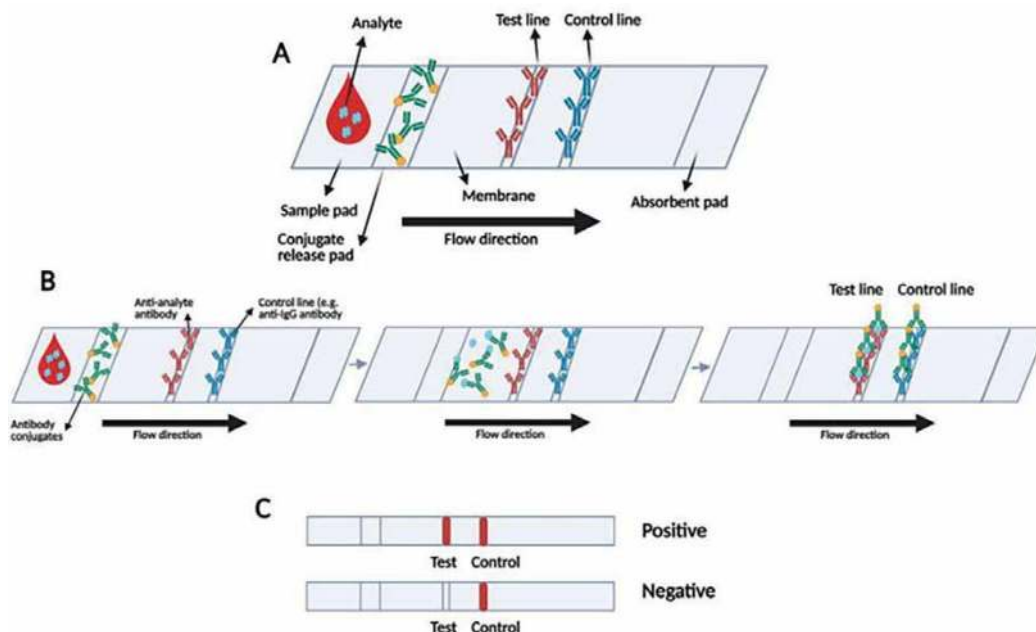 A
Analyte
Test line
Control line
Sample pad
Conjugate
release pad
Membrane
Flow direction
Absorbent pad
B
Anti-analyte
antibody
Control line (e.g.
anti-IgG antibody
Test line
Control line
Antibody
conjugates
Flow direction
Flow direction
Flow direction
C
Positive
Test
Control
Negative
Test
Control